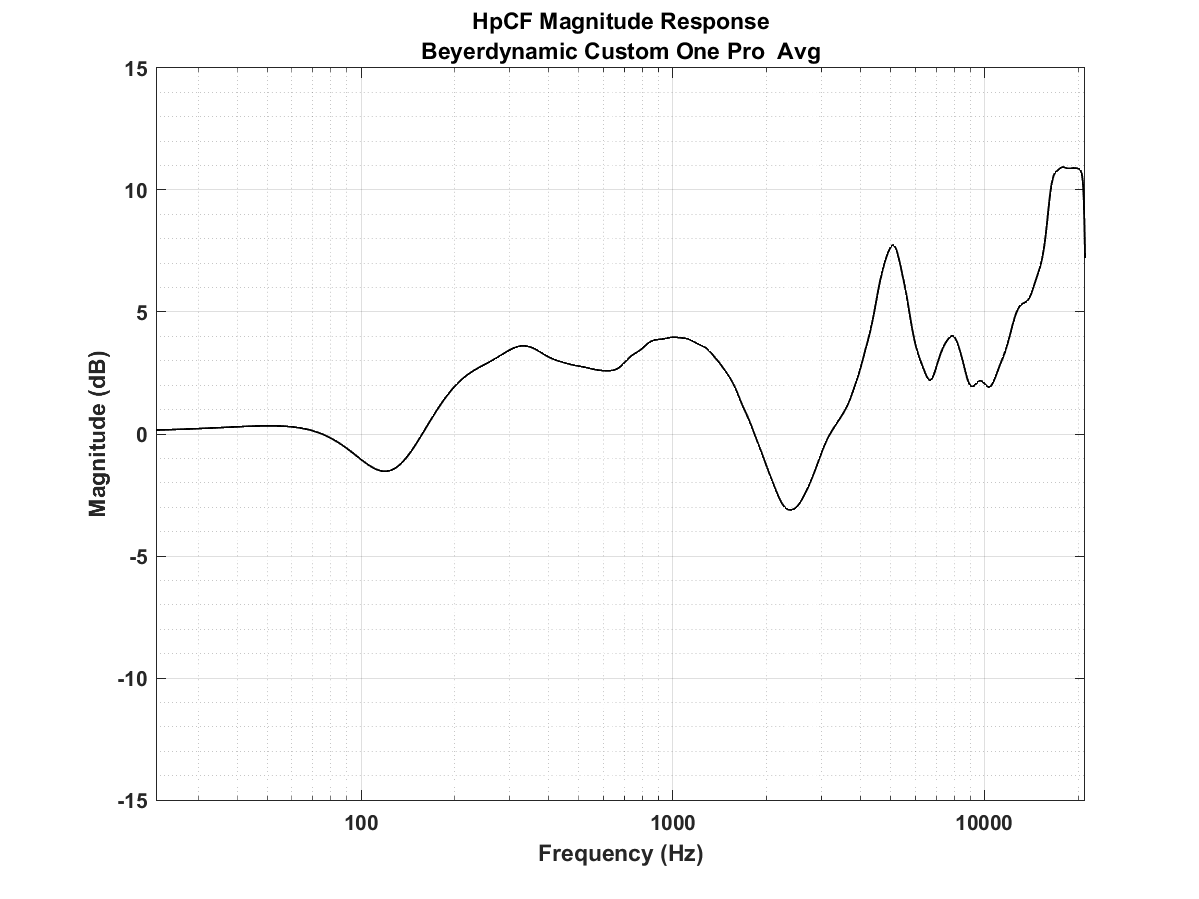 HpCF Magnitude Response
Beyerdynamic Custom One Pro  Avg
15
10
5
0
-5
-10
-15
Magnitude (dB)
100
1000
10000
Frequency (Hz)